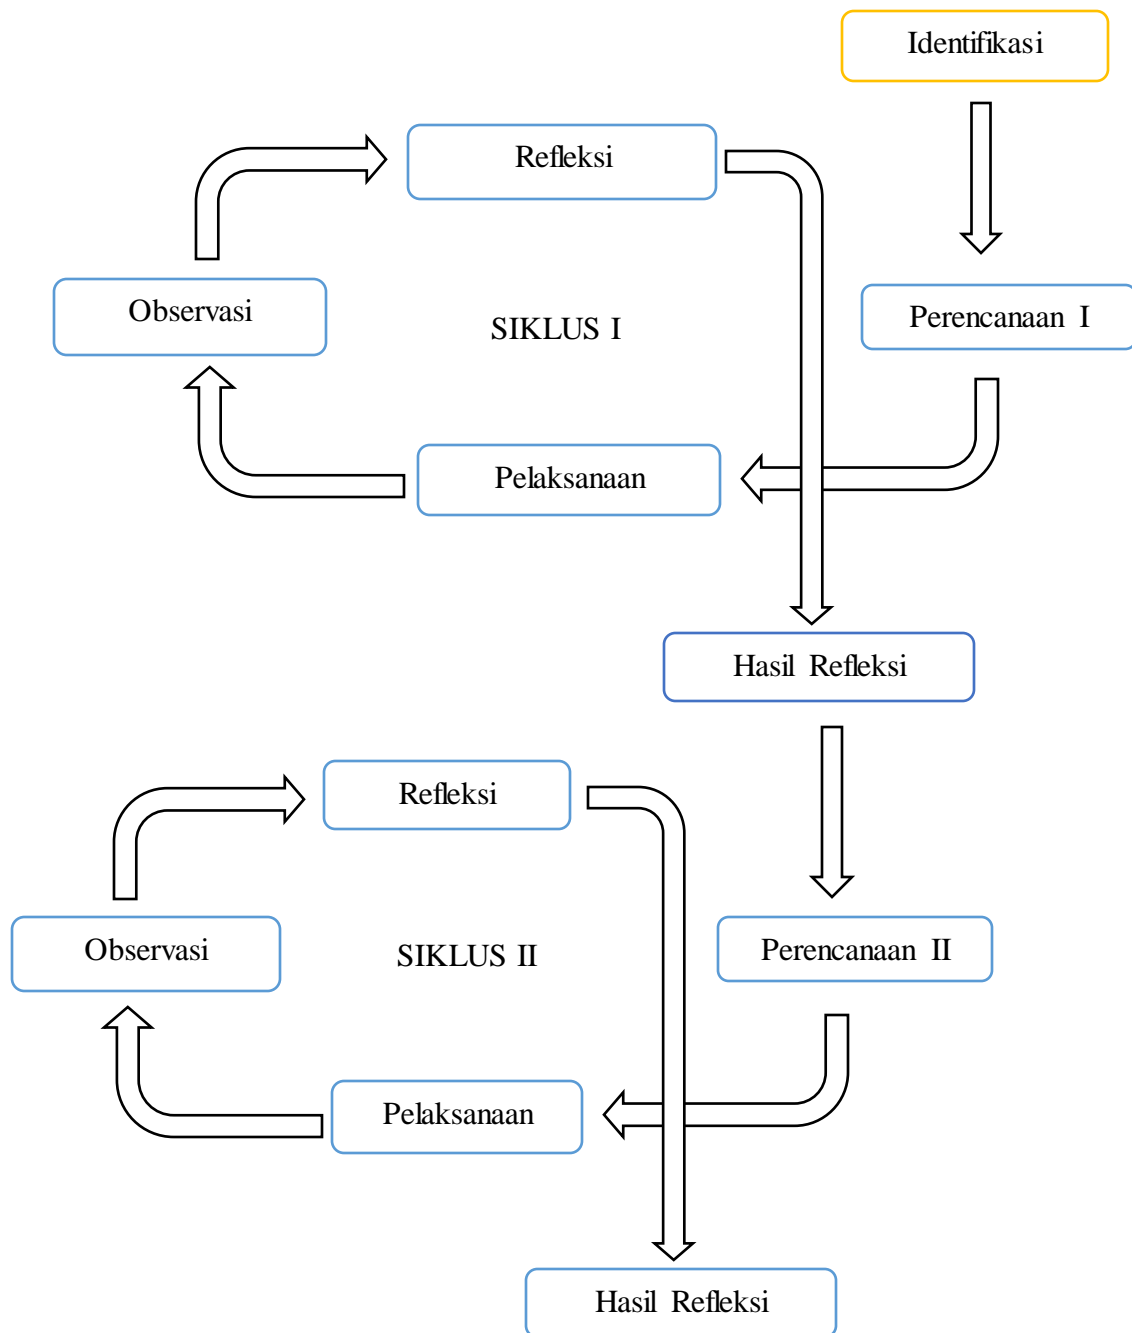 Identifikasi
Refleksi
Observasi
SIKLUS I
Perencanaan I
Pelaksanaan
Hasil Refleksi
Refleksi
Observasi
SIKLUS II
Perencanaan II
Pelaksanaan
Hasil Refleksi